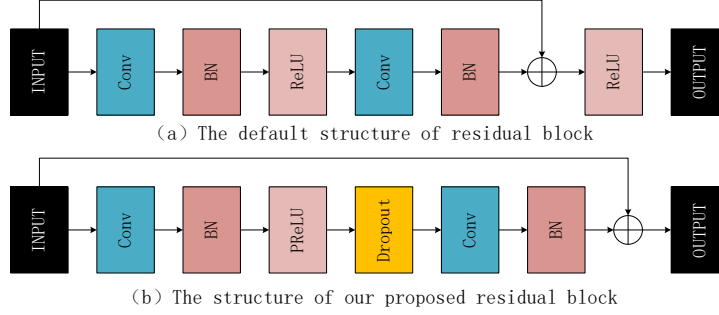 INPUT
Conv
BN
ReLU
Conv
BN
ReLU
OUTPUT
(a) The default structure of residual block
INPUT
Conv
BN
PReLU
Dropout
Conv
BN
OUTPUT
(b) The structure of our proposed residual block